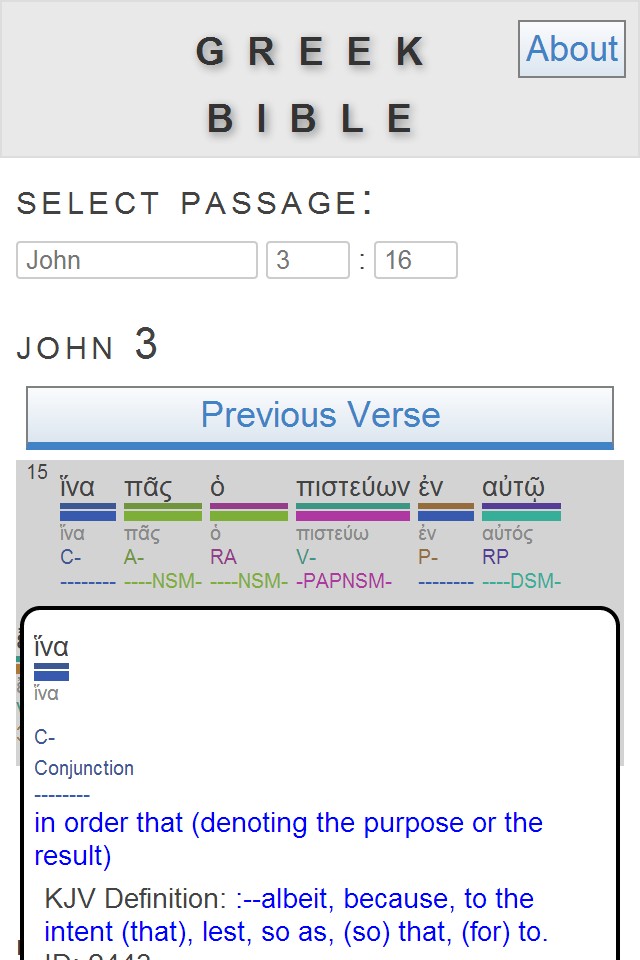 GREEK
BIBLE
About
SELECT PASSAGE:
John 3 : 16
JOHN 3
Previous Verse
15
ἵνα πᾶς ὁ πιστεύων ἐν αὐτῷ
ἵνα πᾶς ὁ πιστεύω ἐν αὐτός
C- A- RA V- P- RP
--------- ----NSM- ----NSM- -PAPNSM- --------- ----DSM-
ἵνα
ἵνα
C-
Conjunction
--------
in order that (denoting the purpose or the
result)
KJV Definition: :--albeit, because, to the
intent (that), lest, so as, (so) that, (for) to.